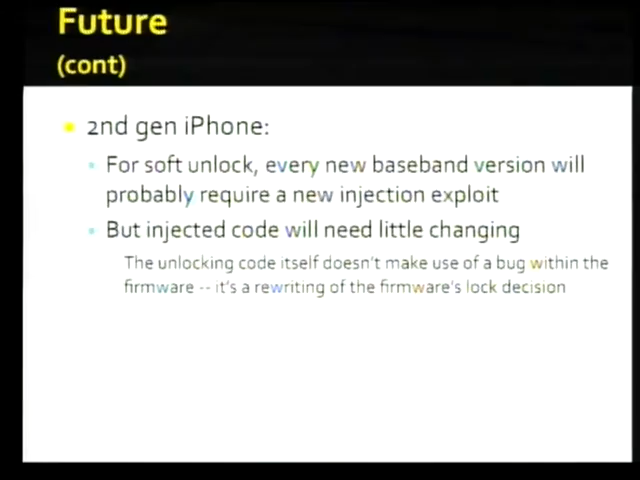 Future
(cont)
2nd gen iPhone:
For soft unlock, every new baseband version will
probably require a new injection exploit
But injected code will need little changing
The unlocking code itself doesn't make use of a bug within the
firmware -- it's a rewriting of the firmware's lock decision